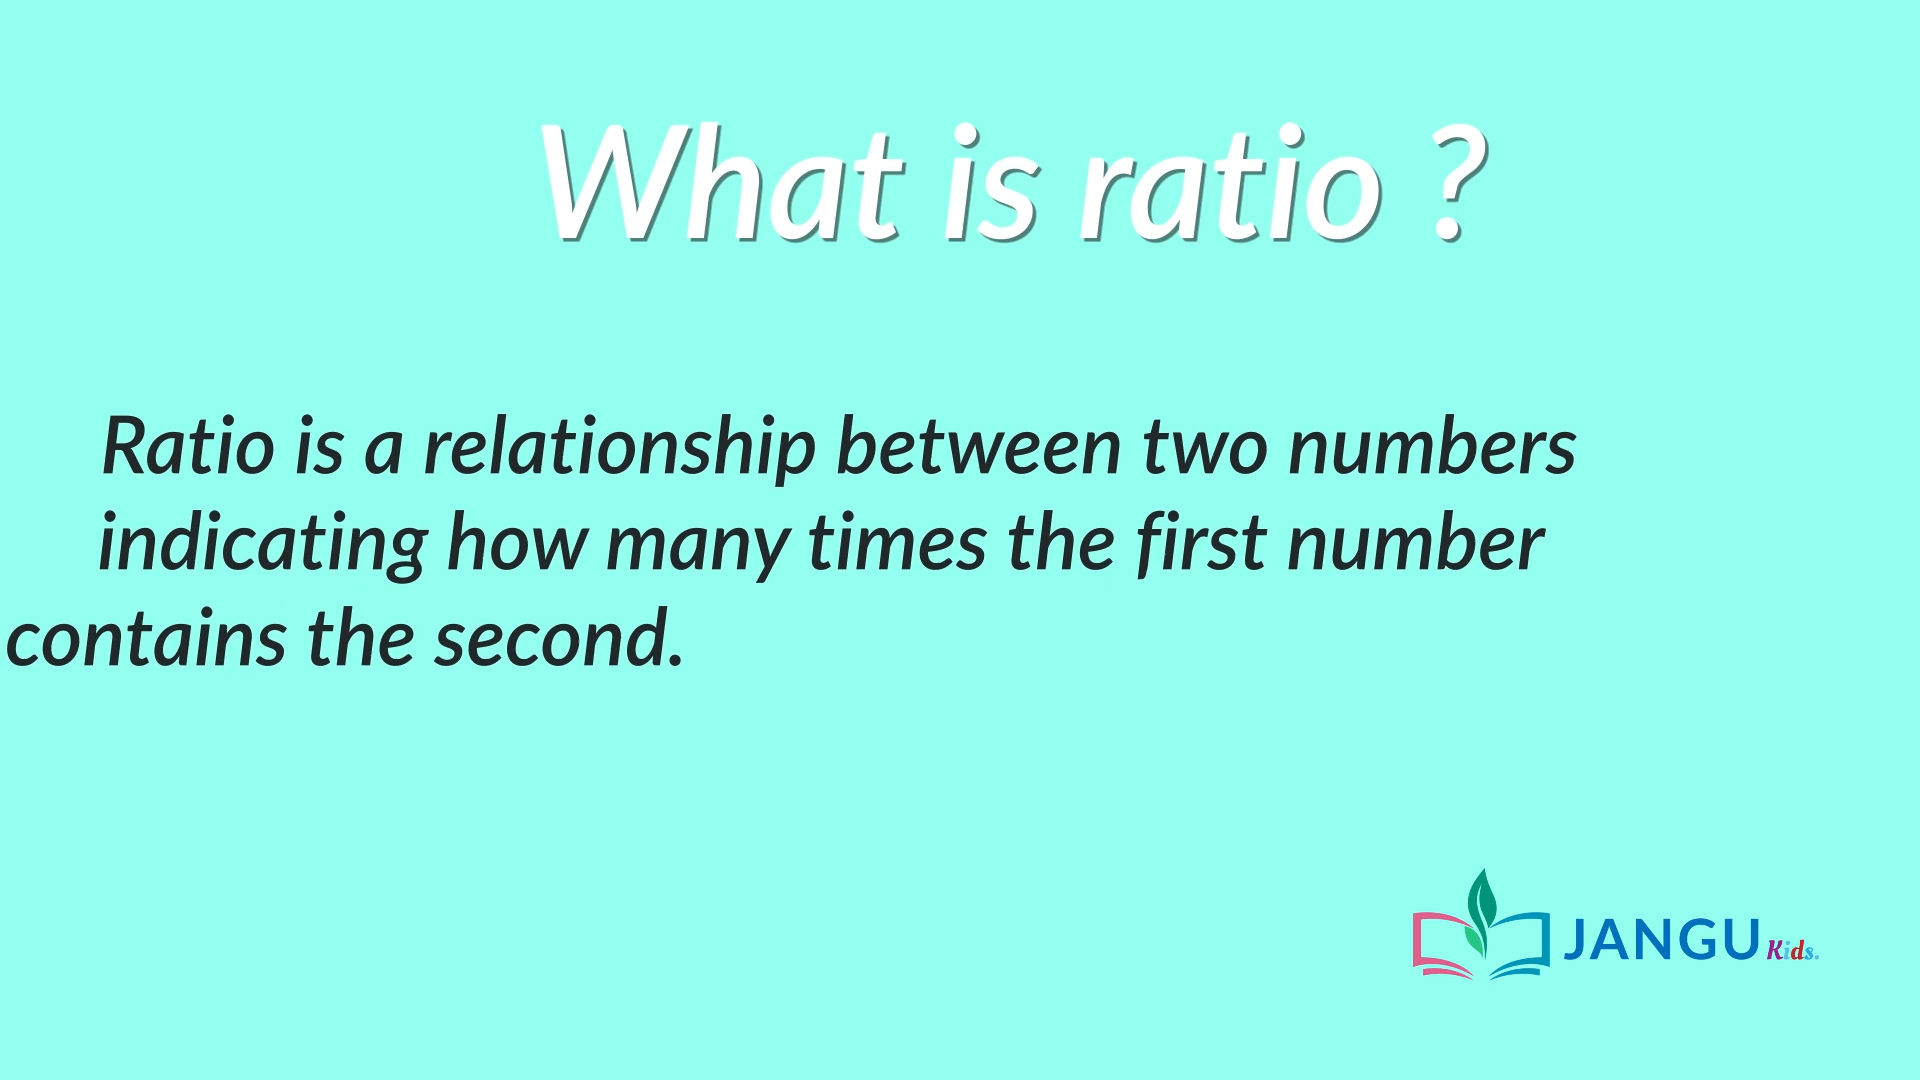 What is ratio ?
Ratio is a relationship between two numbers
indicating how many times the first number
contains the second.
JANGU Kids.